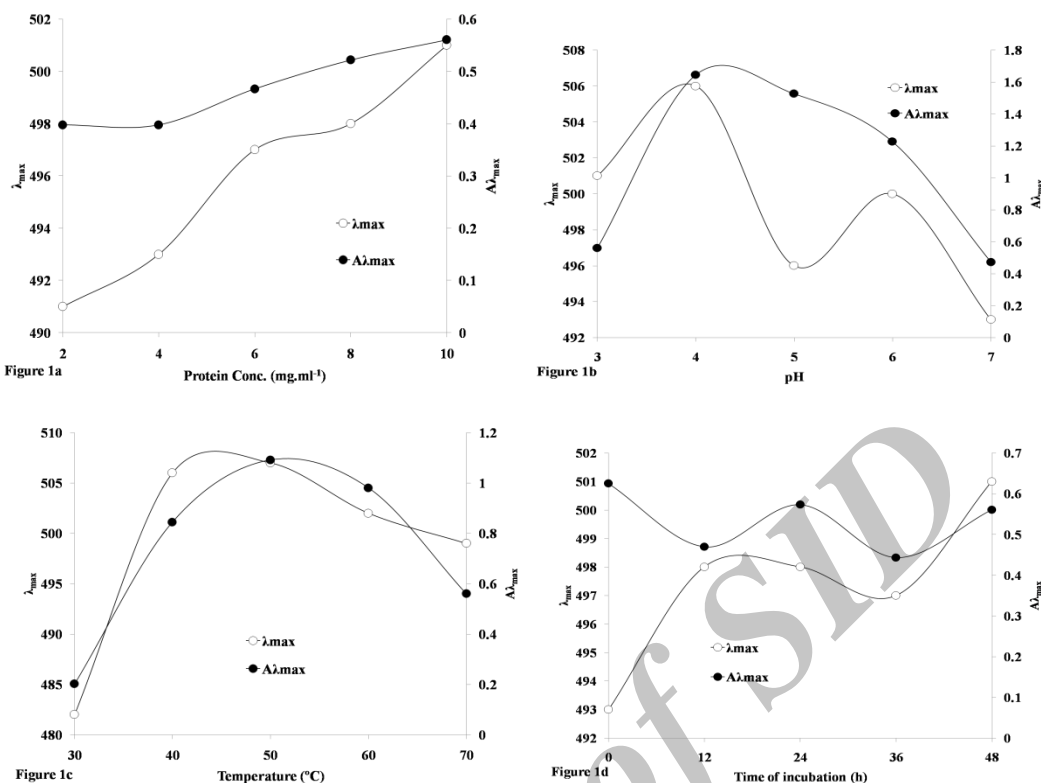 502
500
498
496
494
492
490
λmax
0.6
0.5
0.4
0.3
0.2
0.1
0
Aλmax
λmax
Aλmax
2 4 6 8 10
Figure 1a
Protein Conc. (mg.ml-1)
508
506
504
502
500
498
496
494
492
λmax
1.8
1.6
1.4
1.2
1
0.8
0.6
0.4
0.2
0
Aλmax
λmax
Aλmax
3 4 5 6 7
Figure 1b
pH
510
505
500
495
490
485
480
λmax
1.2
1
0.8
0.6
0.4
0.2
0
Aλmax
λmax
Aλmax
30 40 50 60 70
Figure 1c
Temperature (ºC)
502
501
500
499
498
497
496
495
494
493
492
λmax
0.7
0.6
0.5
0.4
0.3
0.2
0.1
0
Aλmax
λmax
Aλmax
0 12 24 36 48
Figure 1d
Time of incubation (h)
of SID